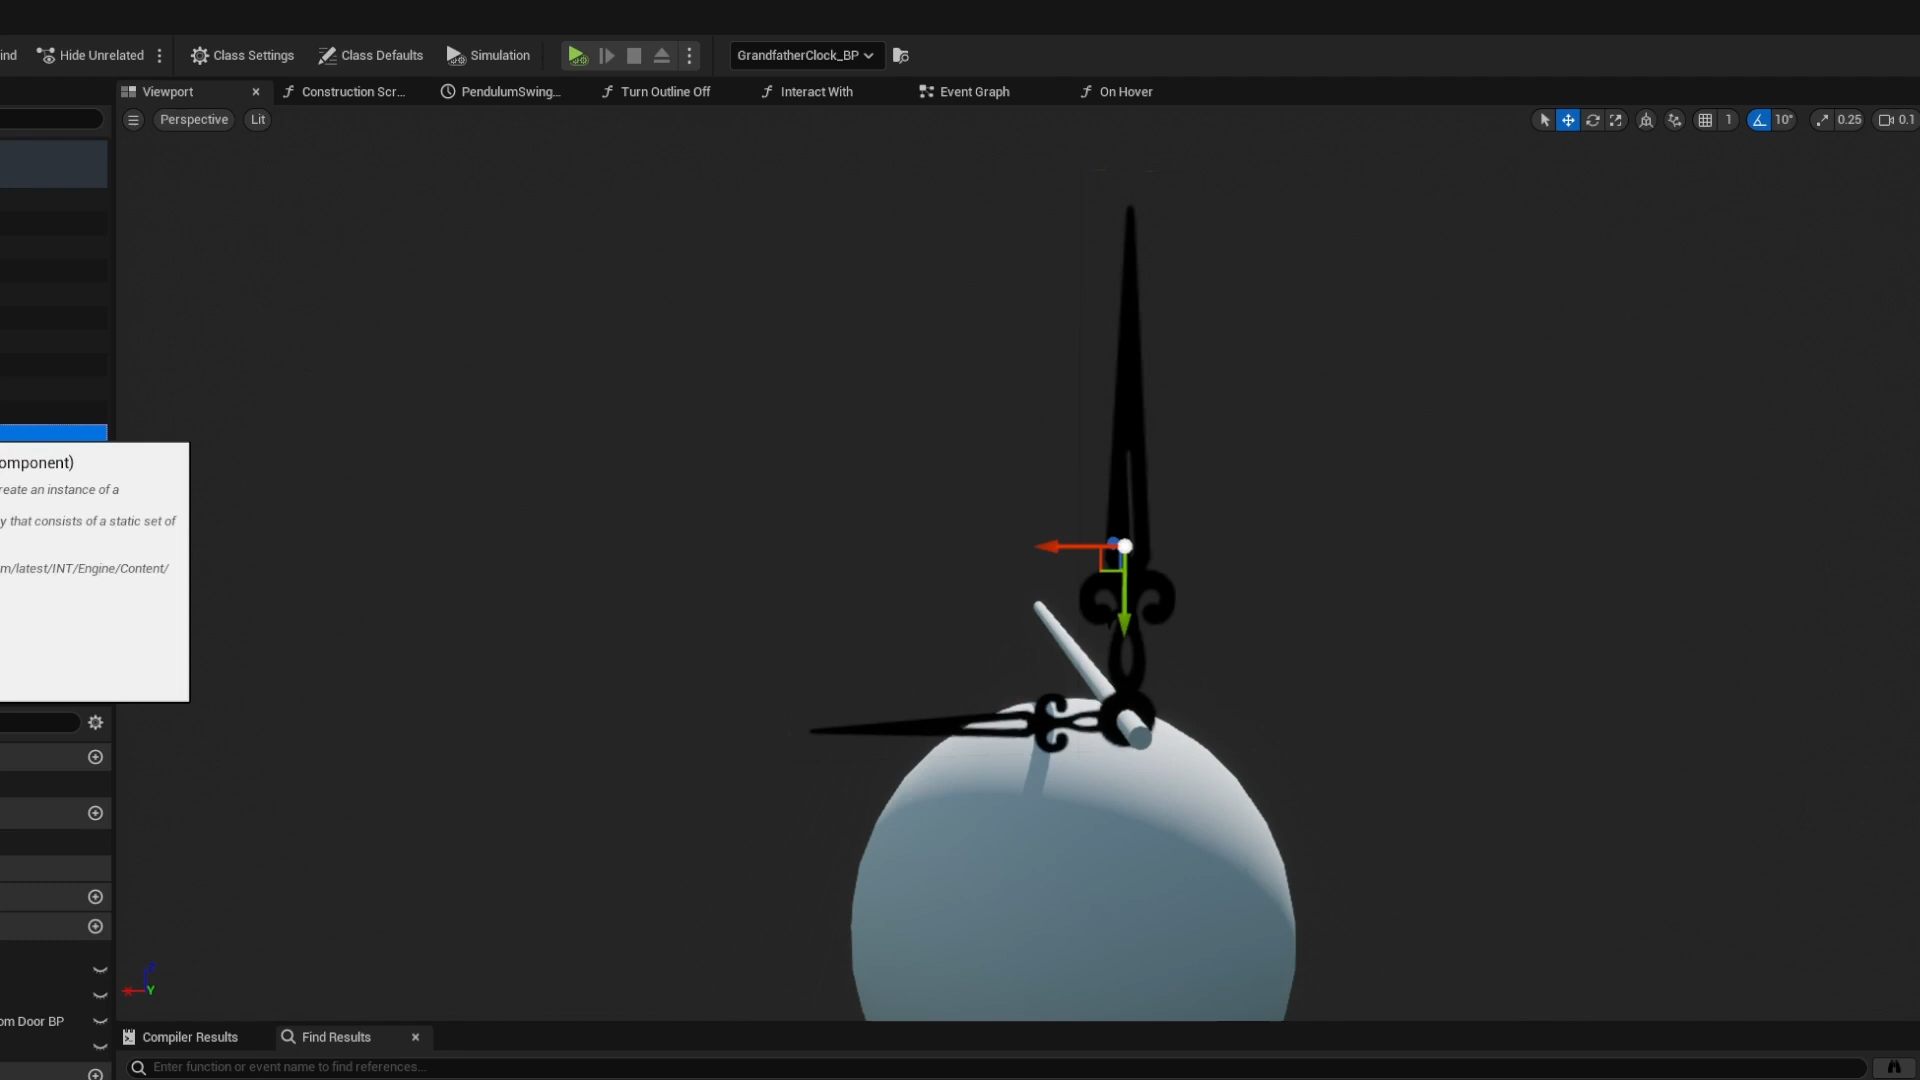 ind
Hide Unrelated
Class Settings
Class Defaults
Simulation
GrandfatherClock_BP
Viewport
Construction Scr...
PendulumSwing...
Turn Outline Off
Interact With
Event Graph
On Hover
Perspective
Lit
1
10°
0.25
0.1
omponent)
reate an instance of a
y that consists of a static set of
m/latest/INT/Engine/Content/
om Door BP
Z
X
Y
Compiler Results
Find Results
Enter function or event name to find references...